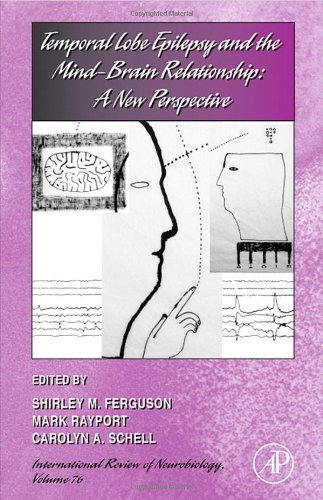 Temporal Lobe Epilepsy and the
Mind-Brain Relationship:
A New Perspective
EDITED BY
SHIRLEY M. FERGUSON
MARK RAYPORT
CAROLYN A. SCHELL
International Review of Neurobiology,
Volume 76
AP